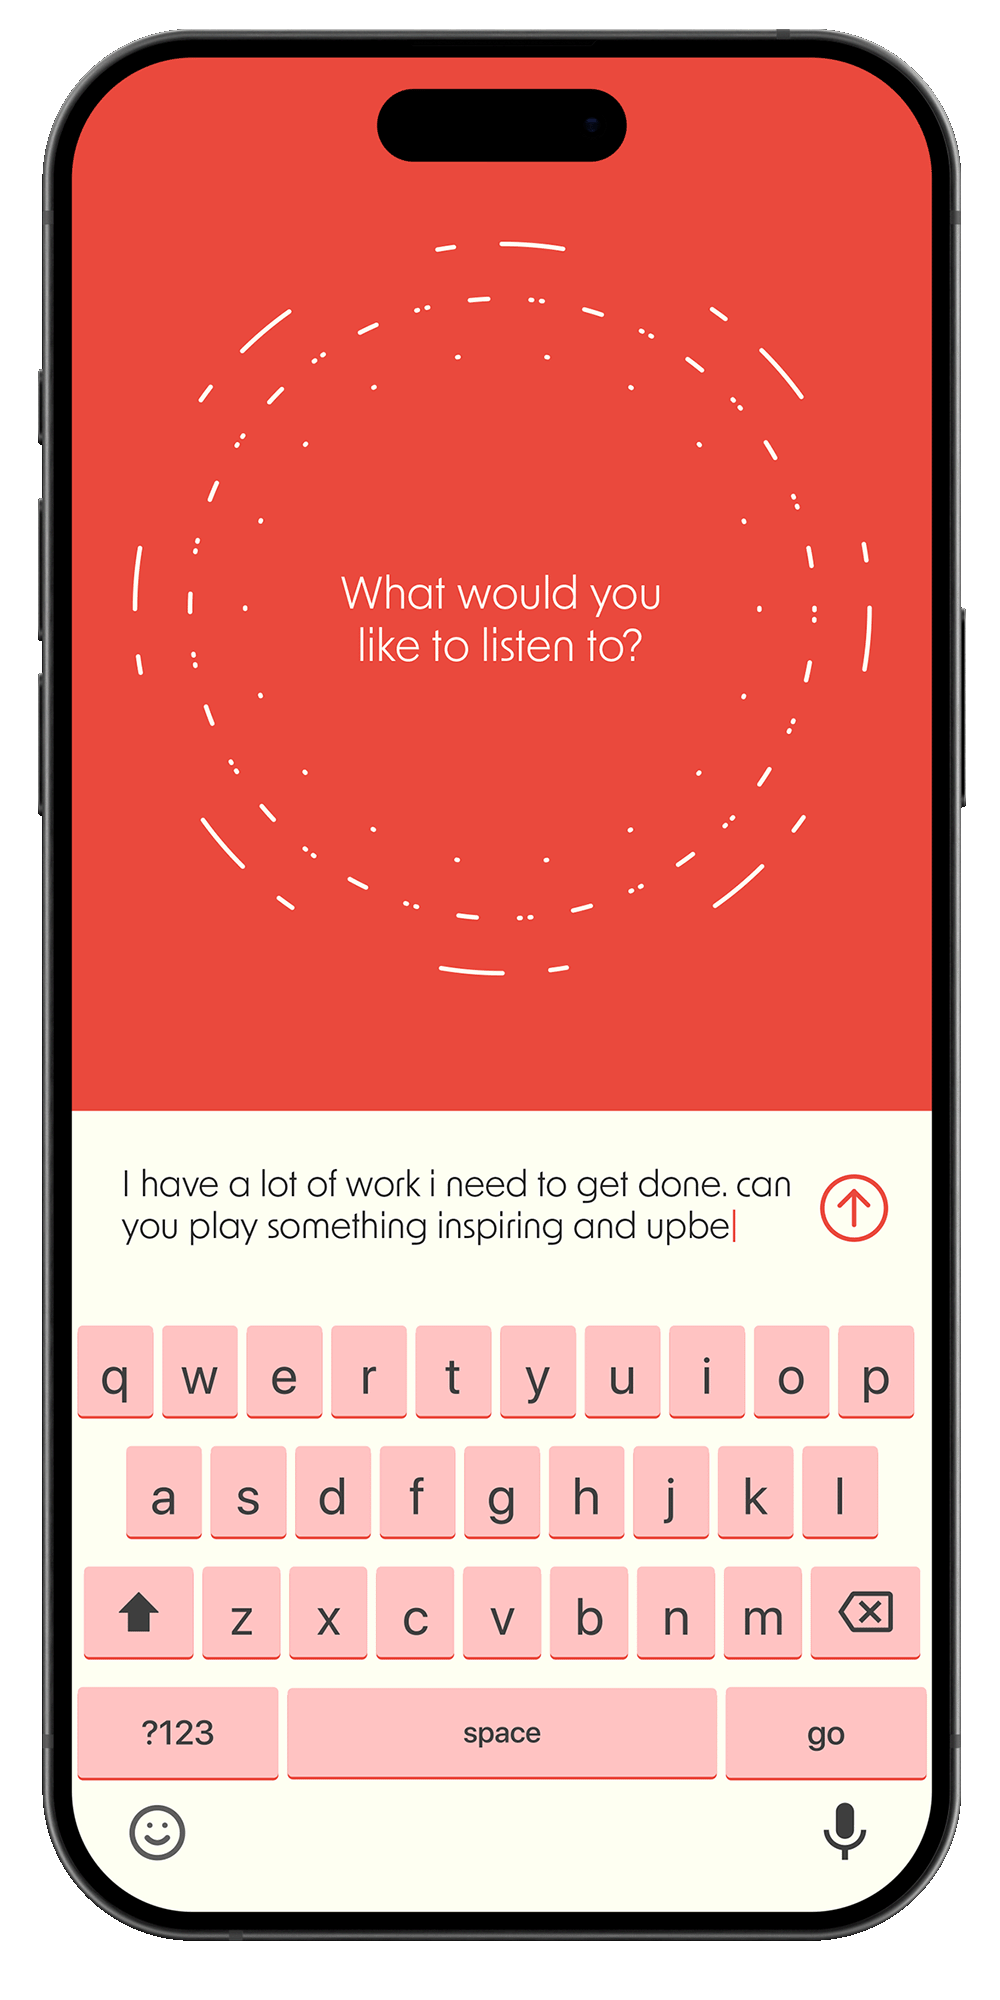 What would you
like to listen to?
I have a lot of work i need to get done. can
you play something inspiring and upbe
q w e r t y u i o p
a s d f g h j k l
z x c v b n m
?123 space go